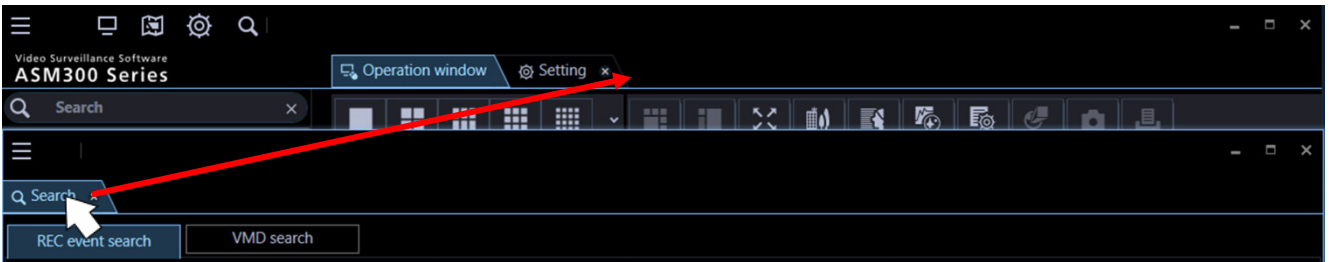 Video Surveillance Software
ASM300 Series
Operation window
Setting
Search
Search
REC event search
VMD search